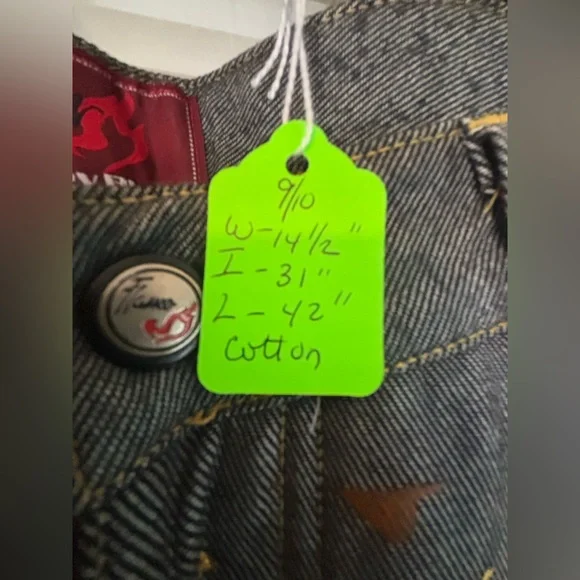 9/10
W-14 1/2"
I - 31"
L - 42"
Cotton